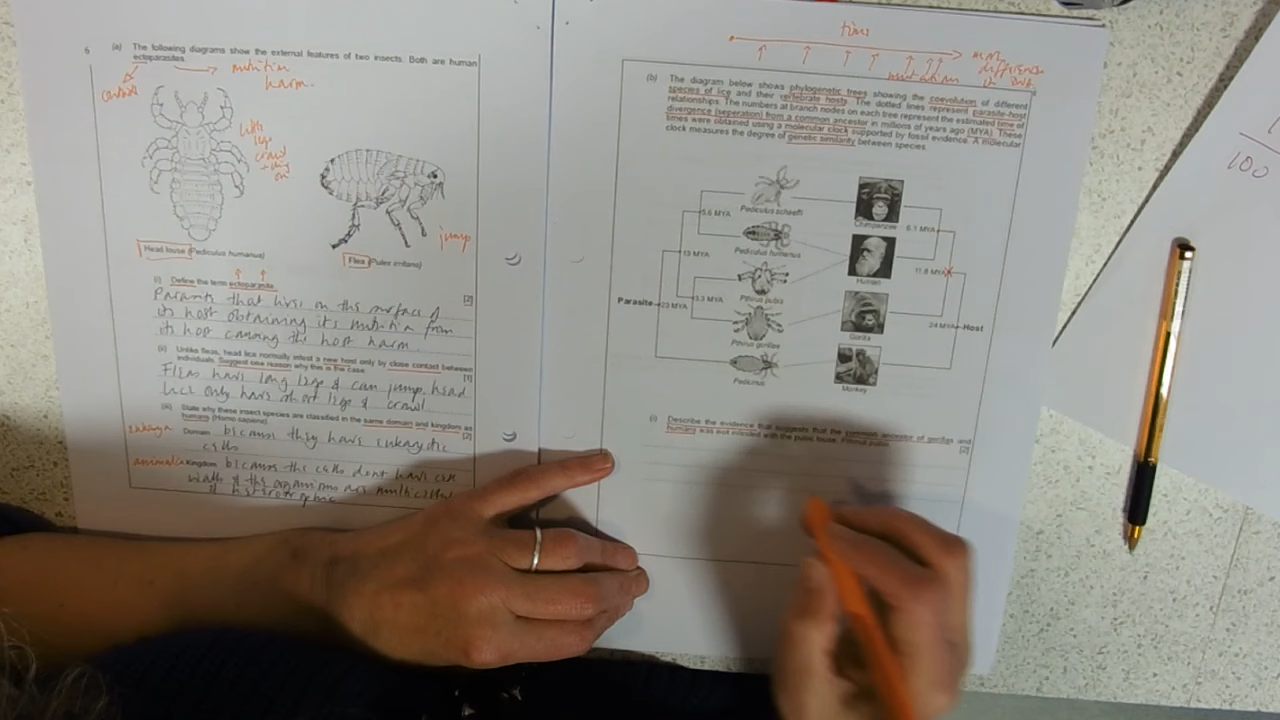 6 (a) The following diagrams show the external features of two insects. Both are human
ectoparasites.
nutrition
harm.
crawl
jump
Head louse (Pediculus humanus)
Flea (Pulex irritans)
(i) Define the term ectoparasite.
[2]
Parasite that lives on the surface of
its host obtaining its nutrition from
its host causing the host harm
(ii) Unlike fleas, head lice normally infest a new host only by close contact between
individuals. Suggest one reason why this is the case.
[1]
Fleas have long legs & can jump, head
lice only have short legs & crawl
(iii) State why these insect species are classified in the same domain and kingdom as
humans (Homo sapiens).
[2]
eukarya Domain because they have eukaryotic
cells
animalia Kingdom because the cells dont have cell
walls & the organisms are multicellular
& heterotrophic
time
more
difference
in DNA
mutation
(b) The diagram below shows phylogenetic trees showing the coevolution of different
species of lice and their vertebrate hosts. The dotted lines represent parasite-host
relationships. The numbers at branch nodes on each tree represent the estimated time of
divergence (seperation) from a common ancestor in millions of years ago (MYA). These
times were obtained using a molecular clock supported by fossil evidence. A molecular
clock measures the degree of genetic similarity between species.
Pediculus schaeffi
Chimpanzee
5.6 MYA
6.1 MYA
Pediculus humanus
Human
13 MYA
11.8 MYA
Pthirus pubis
Gorilla
Parasite
23 MYA
3.3 MYA
24 MYA
Host
Pthirus gorillae
Monkey
Pedicinus
(i) Describe the evidence that suggests that the common ancestor of gorillas and
humans was not infested with the pubic louse, Pthirus pubis.
[2]
100